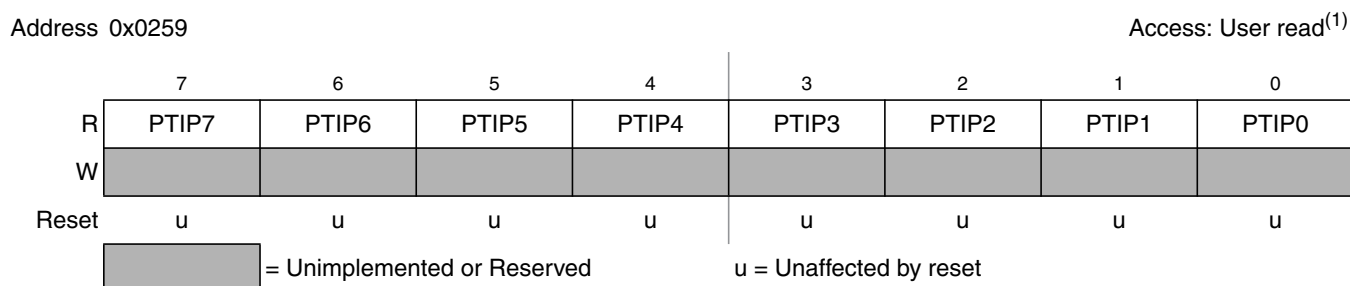 Address 0x0259 Access: User read(1)
7 6 5 4 3 2 1 0
R PTIP7 PTIP6 PTIP5 PTIP4 PTIP3 PTIP2 PTIP1 PTIP0
W
Reset u u u u u u u u
= Unimplemented or Reserved u = Unaffected by reset